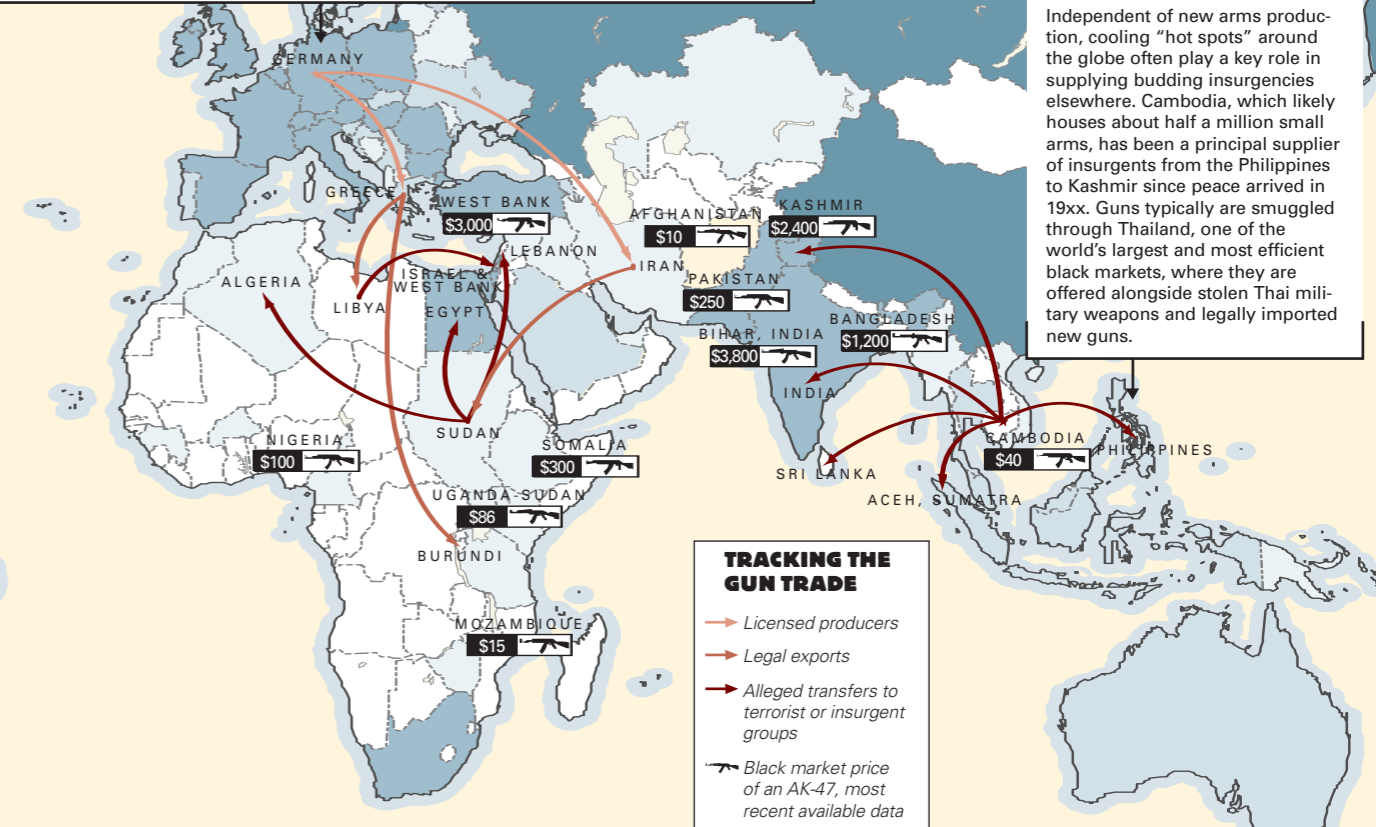 Independent of new arms produc-
tion, cooling “hot spots” around
the globe often play a key role in
supplying budding insurgencies
elsewhere. Cambodia, which likely
houses about half a million small
arms, has been a principal supplier
of insurgents from the Philippines
to Kashmir since peace arrived in
19xx. Guns typically are smuggled
through Thailand, one of the
world’s largest and most efficient
black markets, where they are
offered alongside stolen Thai mili-
tary weapons and legally imported
new guns.
GERMANY
GREECE
WEST BANK
$3,000
AFGHANISTAN
$10
KASHMIR
$2,400
LEBANON
IRAN
ALGERIA
ISRAEL &
WEST BANK
LIBYA
EGYPT
PAKISTAN
$250
BANGLADESH
$1,200
BIHAR, INDIA
$3,800
INDIA
SUDAN
NIGERIA
$100
SOMALIA
$300
CAMBODIA
$40
PHILIPPINES
SRI LANKA
ACEH, SUMATRA
UGANDA-SUDAN
$86
BURUNDI
MOZAMBIQUE
$15
TRACKING THE
GUN TRADE
Licensed producers
Legal exports
Alleged transfers to
terrorist or insurgent
groups
Black market price
of an AK-47, most
recent available data